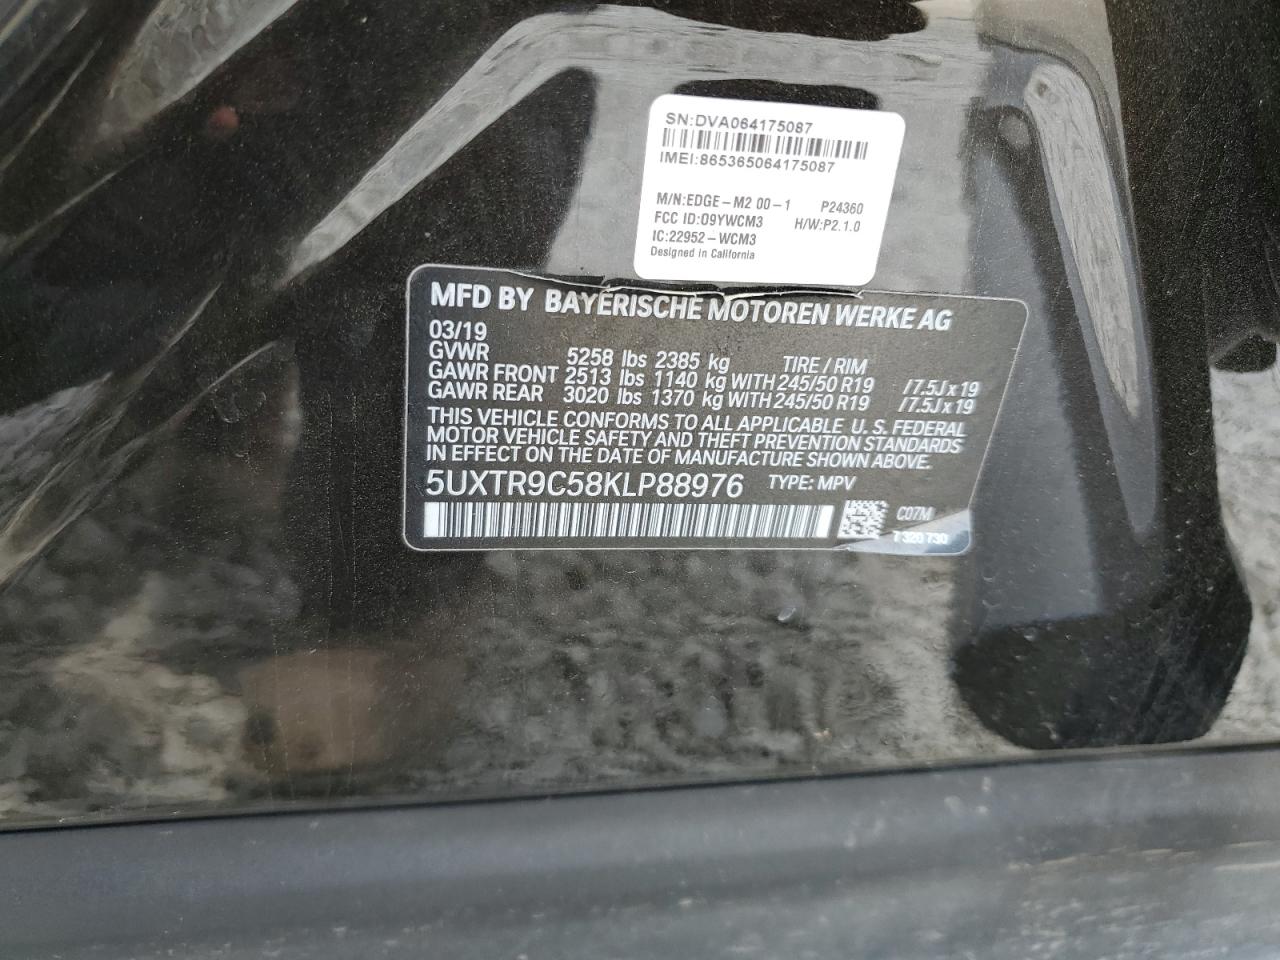 SN:DVA064175087
IMEI:865365064175087
M/N:EDGE-M2 00-1 P24360
FCC ID:O9YWCM3 H/W:P2.1.0
IC:22952-WCM3
Designed in California
MFD BY BAYERISCHE MOTOREN WERKE AG
03/19
GVWR 5258 lbs 2385 kg TIRE / RIM
GAWR FRONT 2513 lbs 1140 kg WITH 245/50 R19 /7.5J x 19
GAWR REAR 3020 lbs 1370 kg WITH 245/50 R19 /7.5J x 19
THIS VEHICLE CONFORMS TO ALL APPLICABLE U. S. FEDERAL
MOTOR VEHICLE SAFETY AND THEFT PREVENTION STANDARDS
IN EFFECT ON THE DATE OF MANUFACTURE SHOWN ABOVE.
5UXTR9C58KLP88976 TYPE: MPV
C07M
7 320 730